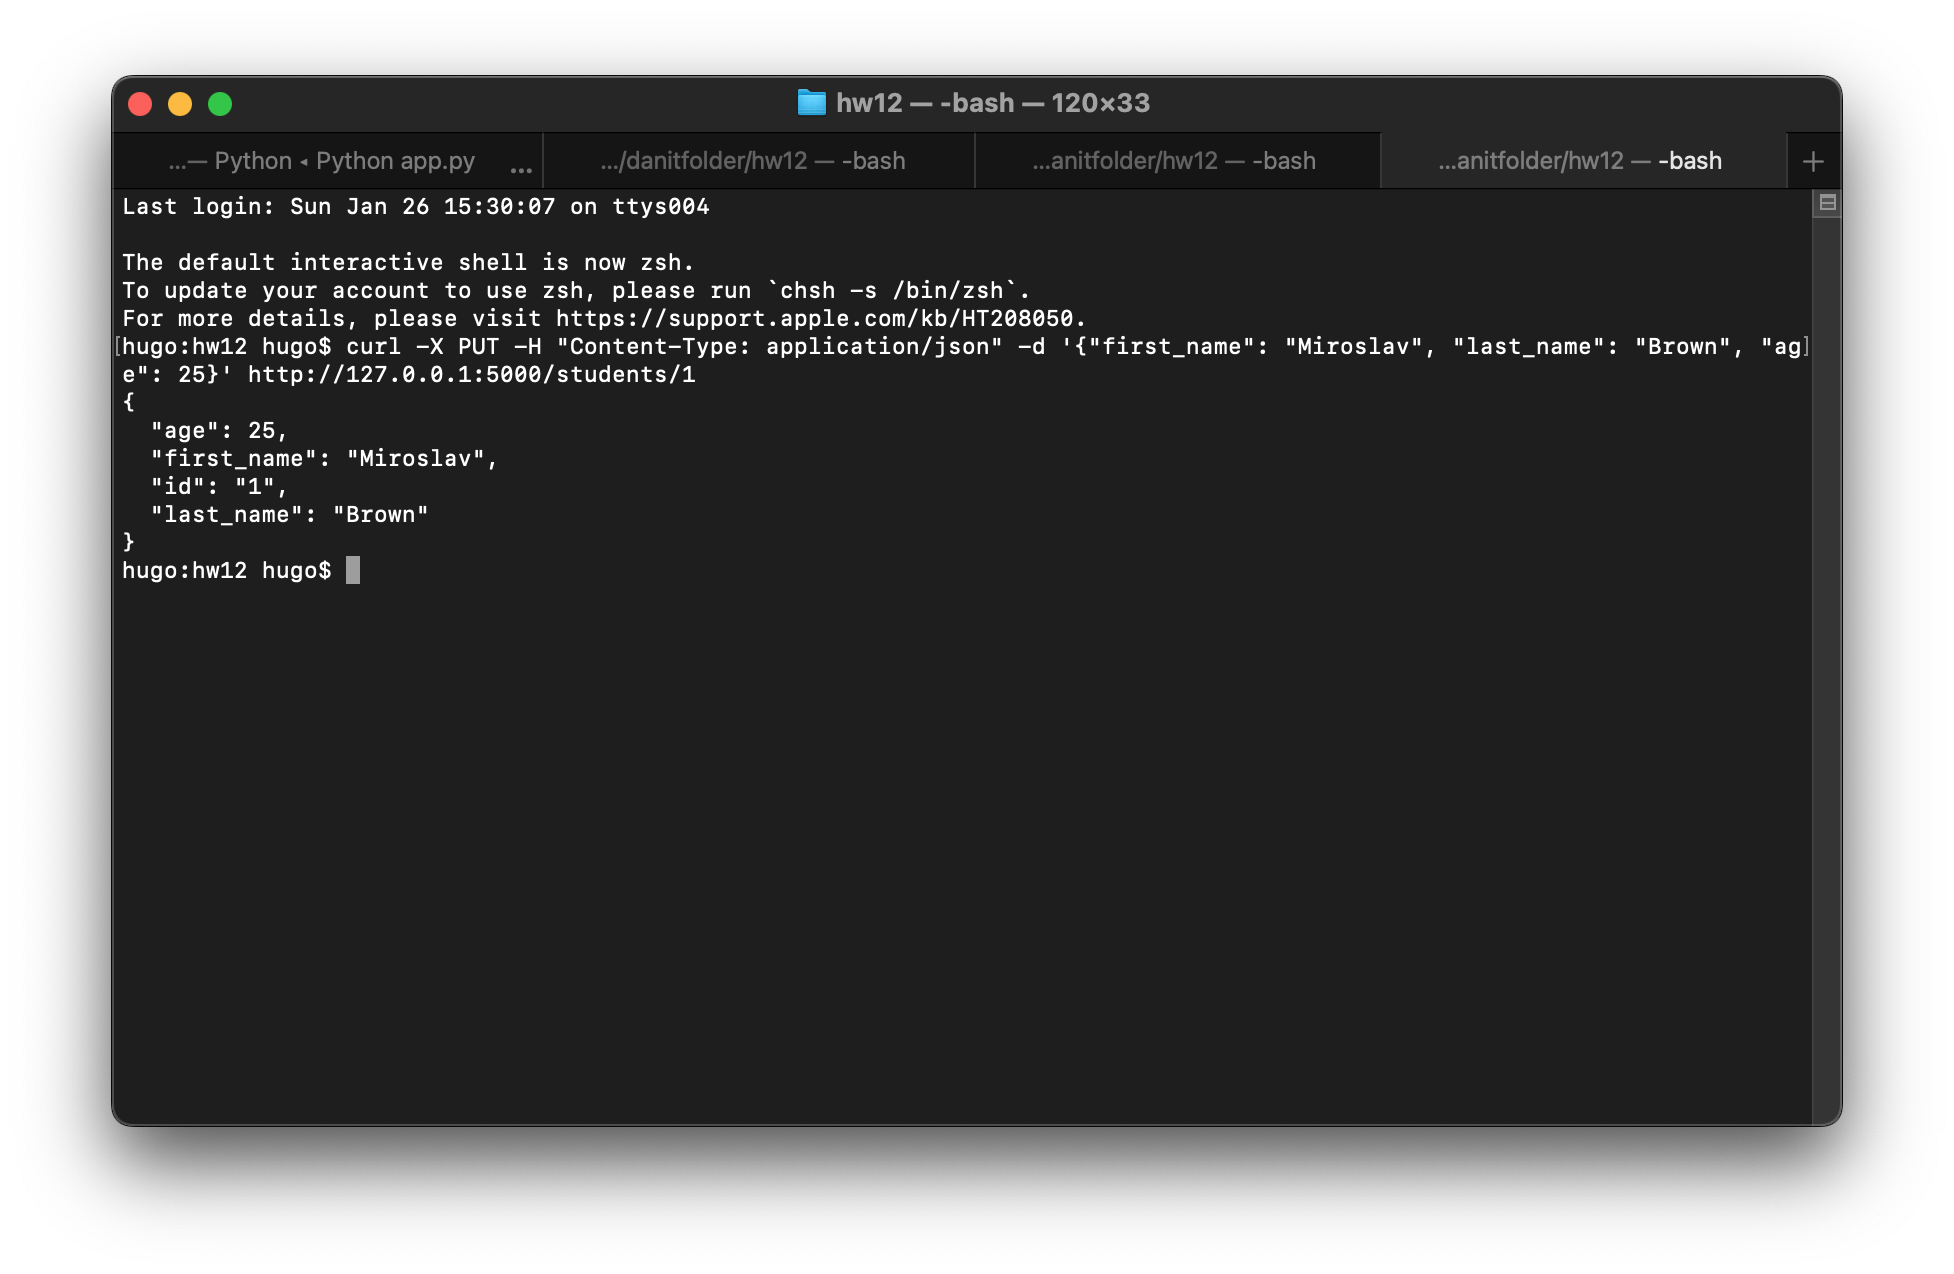 hw12 — -bash — 120×33
...— Python ◂ Python app.py ... .../danitfolder/hw12 — -bash ...anitfolder/hw12 — -bash ...anitfolder/hw12 — -bash +
Last login: Sun Jan 26 15:30:07 on ttys004
The default interactive shell is now zsh.
To update your account to use zsh, please run `chsh -s /bin/zsh`.
For more details, please visit https://support.apple.com/kb/HT208050.
[hugo:hw12 hugo$ curl -X PUT -H "Content-Type: application/json" -d '{"first_name": "Miroslav", "last_name": "Brown", "ag]
e": 25}' http://127.0.0.1:5000/students/1
{
  "age": 25,
  "first_name": "Miroslav",
  "id": "1",
  "last_name": "Brown"
}
hugo:hw12 hugo$